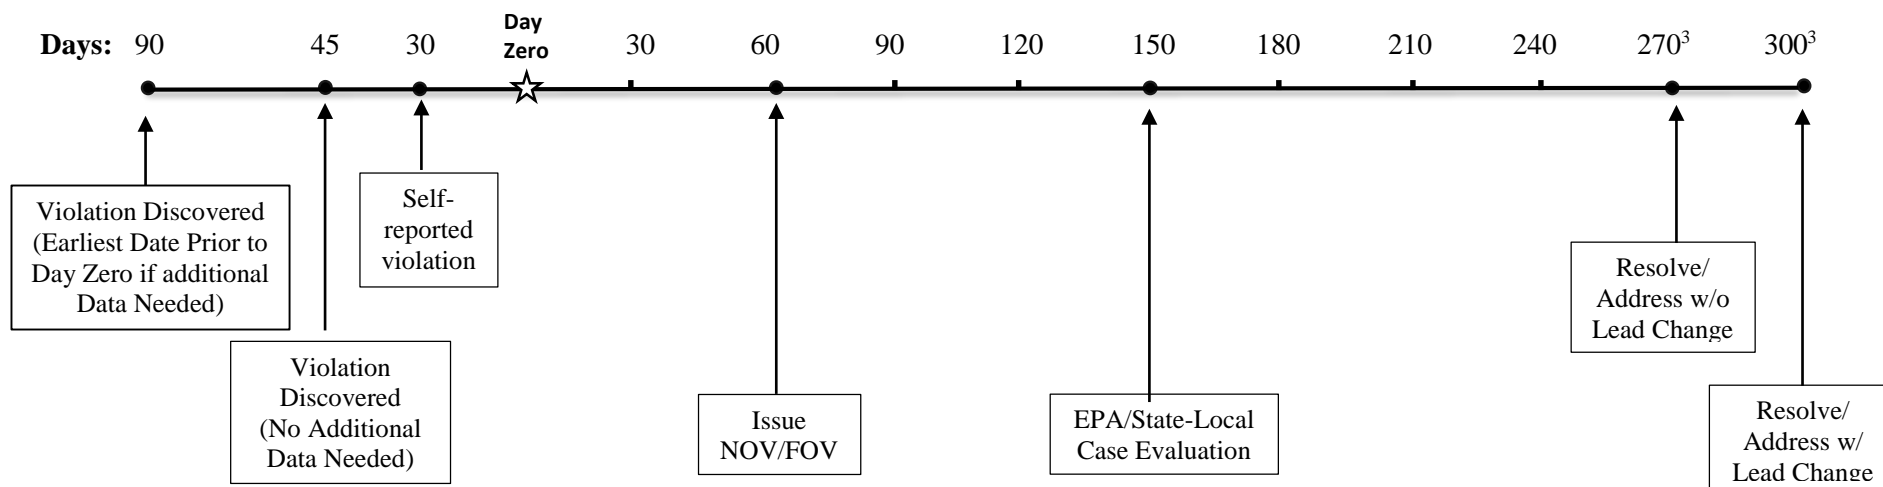 Days: 90 45 30 Day Zero 30 60 90 120 150 180 210 240 270³ 300³
Violation Discovered
(Earliest Date Prior to
Day Zero if additional
Data Needed)
Violation
Discovered
(No Additional
Data Needed)
Self-
reported
violation
Issue
NOV/FOV
EPA/State-Local
Case Evaluation
Resolve/
Address w/o
Lead Change
Resolve/
Address w/
Lead Change